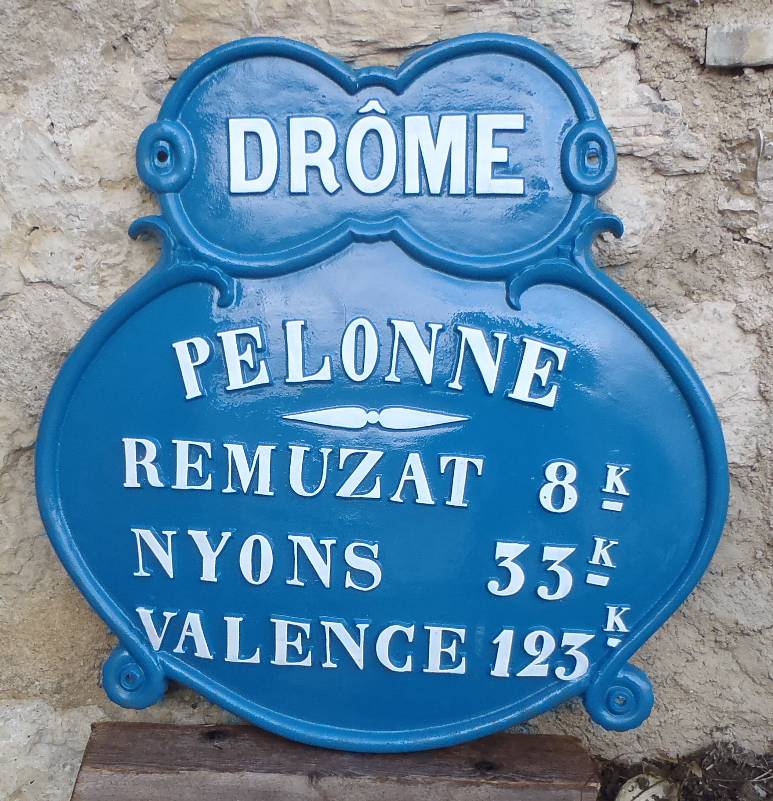 DRÔME
PELONNE
REMUZAT 8 K
NYONS 33 K
VALENCE 123 K